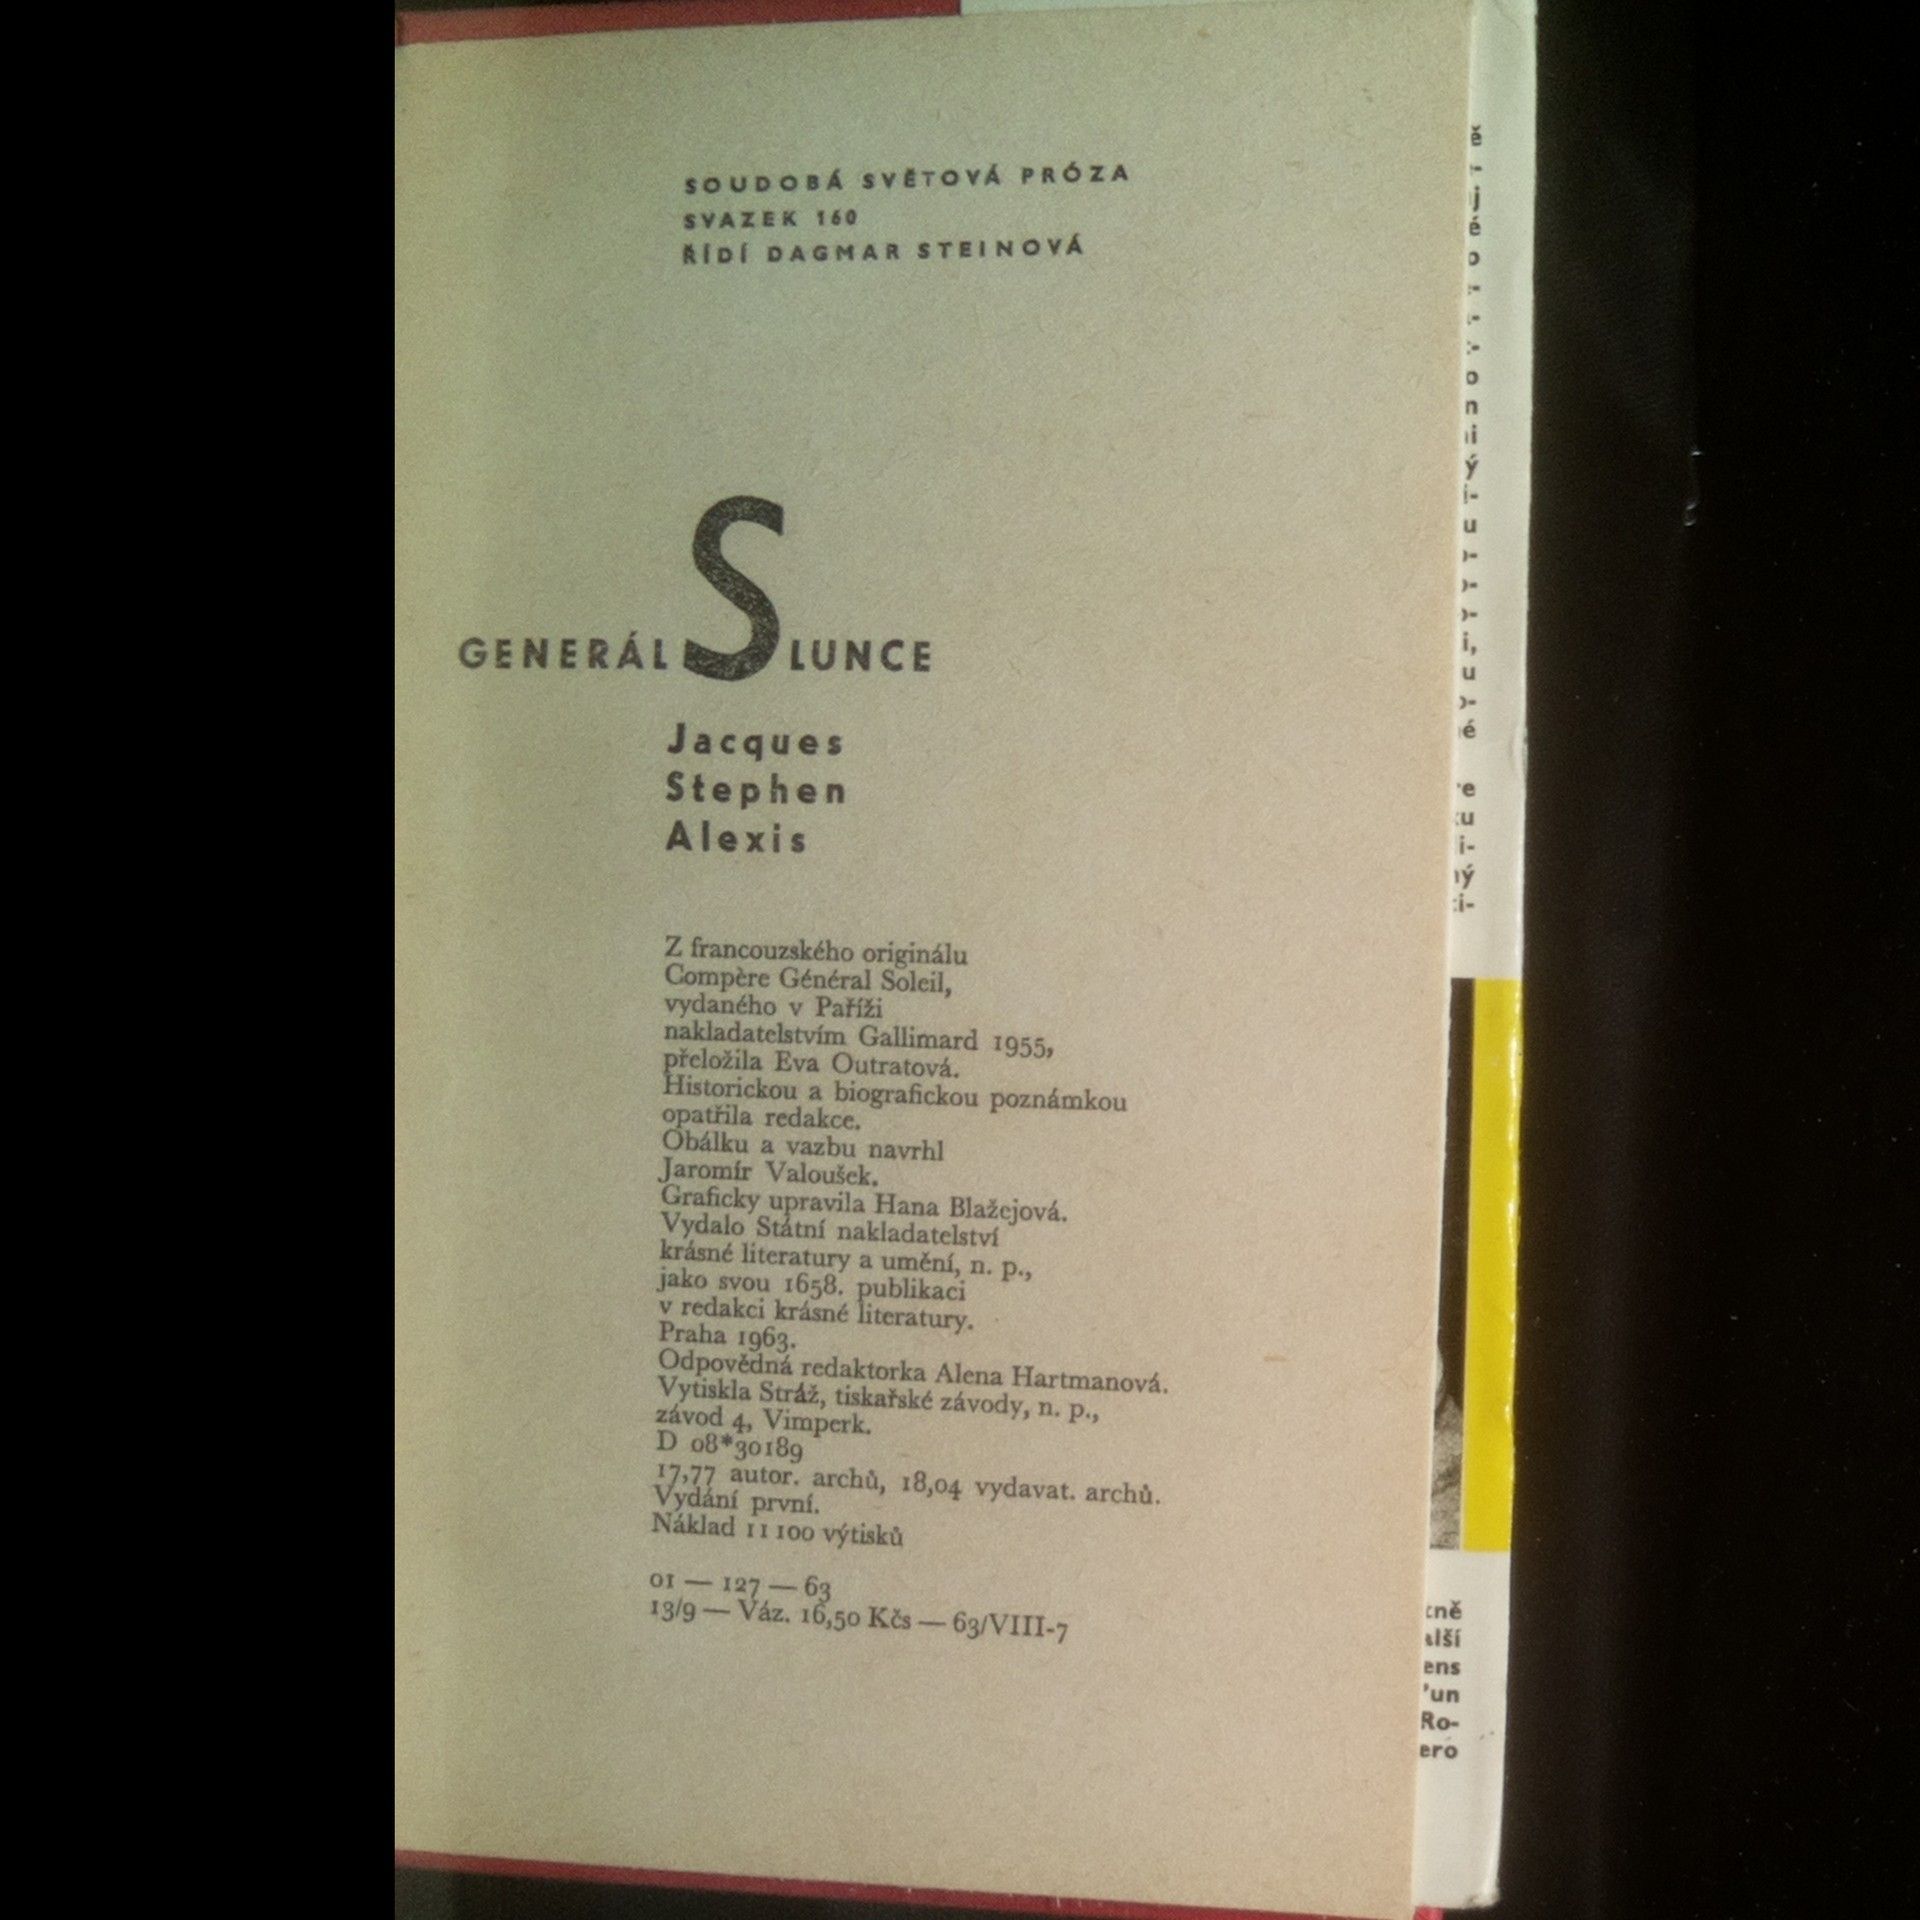 SOUDOBÁ SVĚTOVÁ PRÓZA
SVAZEK 160
ŘÍDÍ DAGMAR STEINOVÁ
GENERÁL SLUNCE
Jacques
Stephen
Alexis
Z francouzského originálu
Compère Général Soleil,
vydaného v Paříži
nakladatelstvím Gallimard 1955,
přeložila Eva Outratová.
Historickou a biografickou poznámkou
opatřila redakce.
Obálku a vazbu navrhl
Jaromír Valoušek.
Graficky upravila Hana Blažejová.
Vydalo Státní nakladatelství
krásné literatury a umění, n. p.,
jako svou 1658. publikaci
v redakci krásné literatury.
Praha 1963.
Odpovědná redaktorka Alena Hartmanová.
Vytiskla Stráž, tiskařské závody, n. p.,
závod 4, Vimperk.
D 08*30189
17,77 autor. archů, 18,04 vydavat. archů.
Vydání první.
Náklad 11 100 výtisků
01 — 127 — 63
13/9 — Váz. 16,50 Kčs — 63/VIII-7